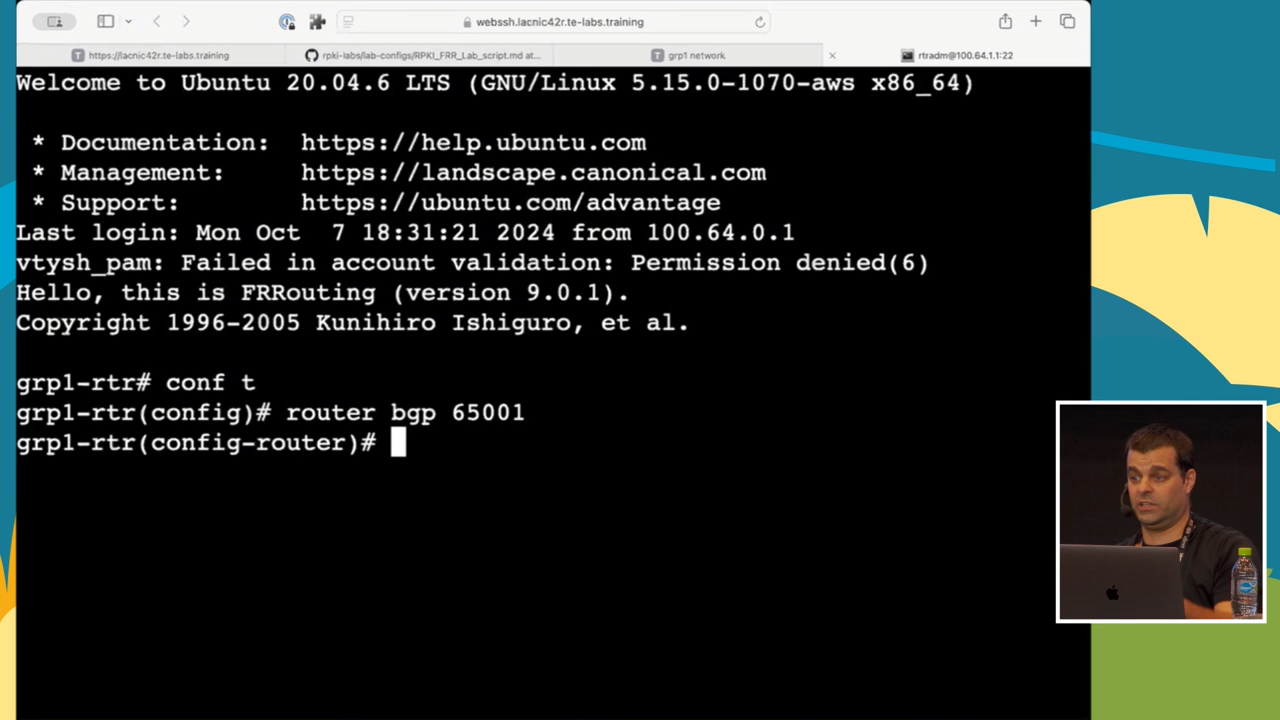 webssh.lacnic42r.te-labs.training
https://lacnic42r.te-labs.training
rpki-labs/lab-configs/RPKI_FRR_Lab_script.md at...
grp1 network
rtradm@100.64.1.1:22
Welcome to Ubuntu 20.04.6 LTS (GNU/Linux 5.15.0-1070-aws x86_64)
* Documentation: https://help.ubuntu.com
* Management: https://landscape.canonical.com
* Support: https://ubuntu.com/advantage
Last login: Mon Oct 7 18:31:21 2024 from 100.64.0.1
vtysh_pam: Failed in account validation: Permission denied(6)
Hello, this is FRRouting (version 9.0.1).
Copyright 1996-2005 Kunihiro Ishiguro, et al.
grp1-rtr# conf t
grp1-rtr(config)# router bgp 65001
grp1-rtr(config-router)#